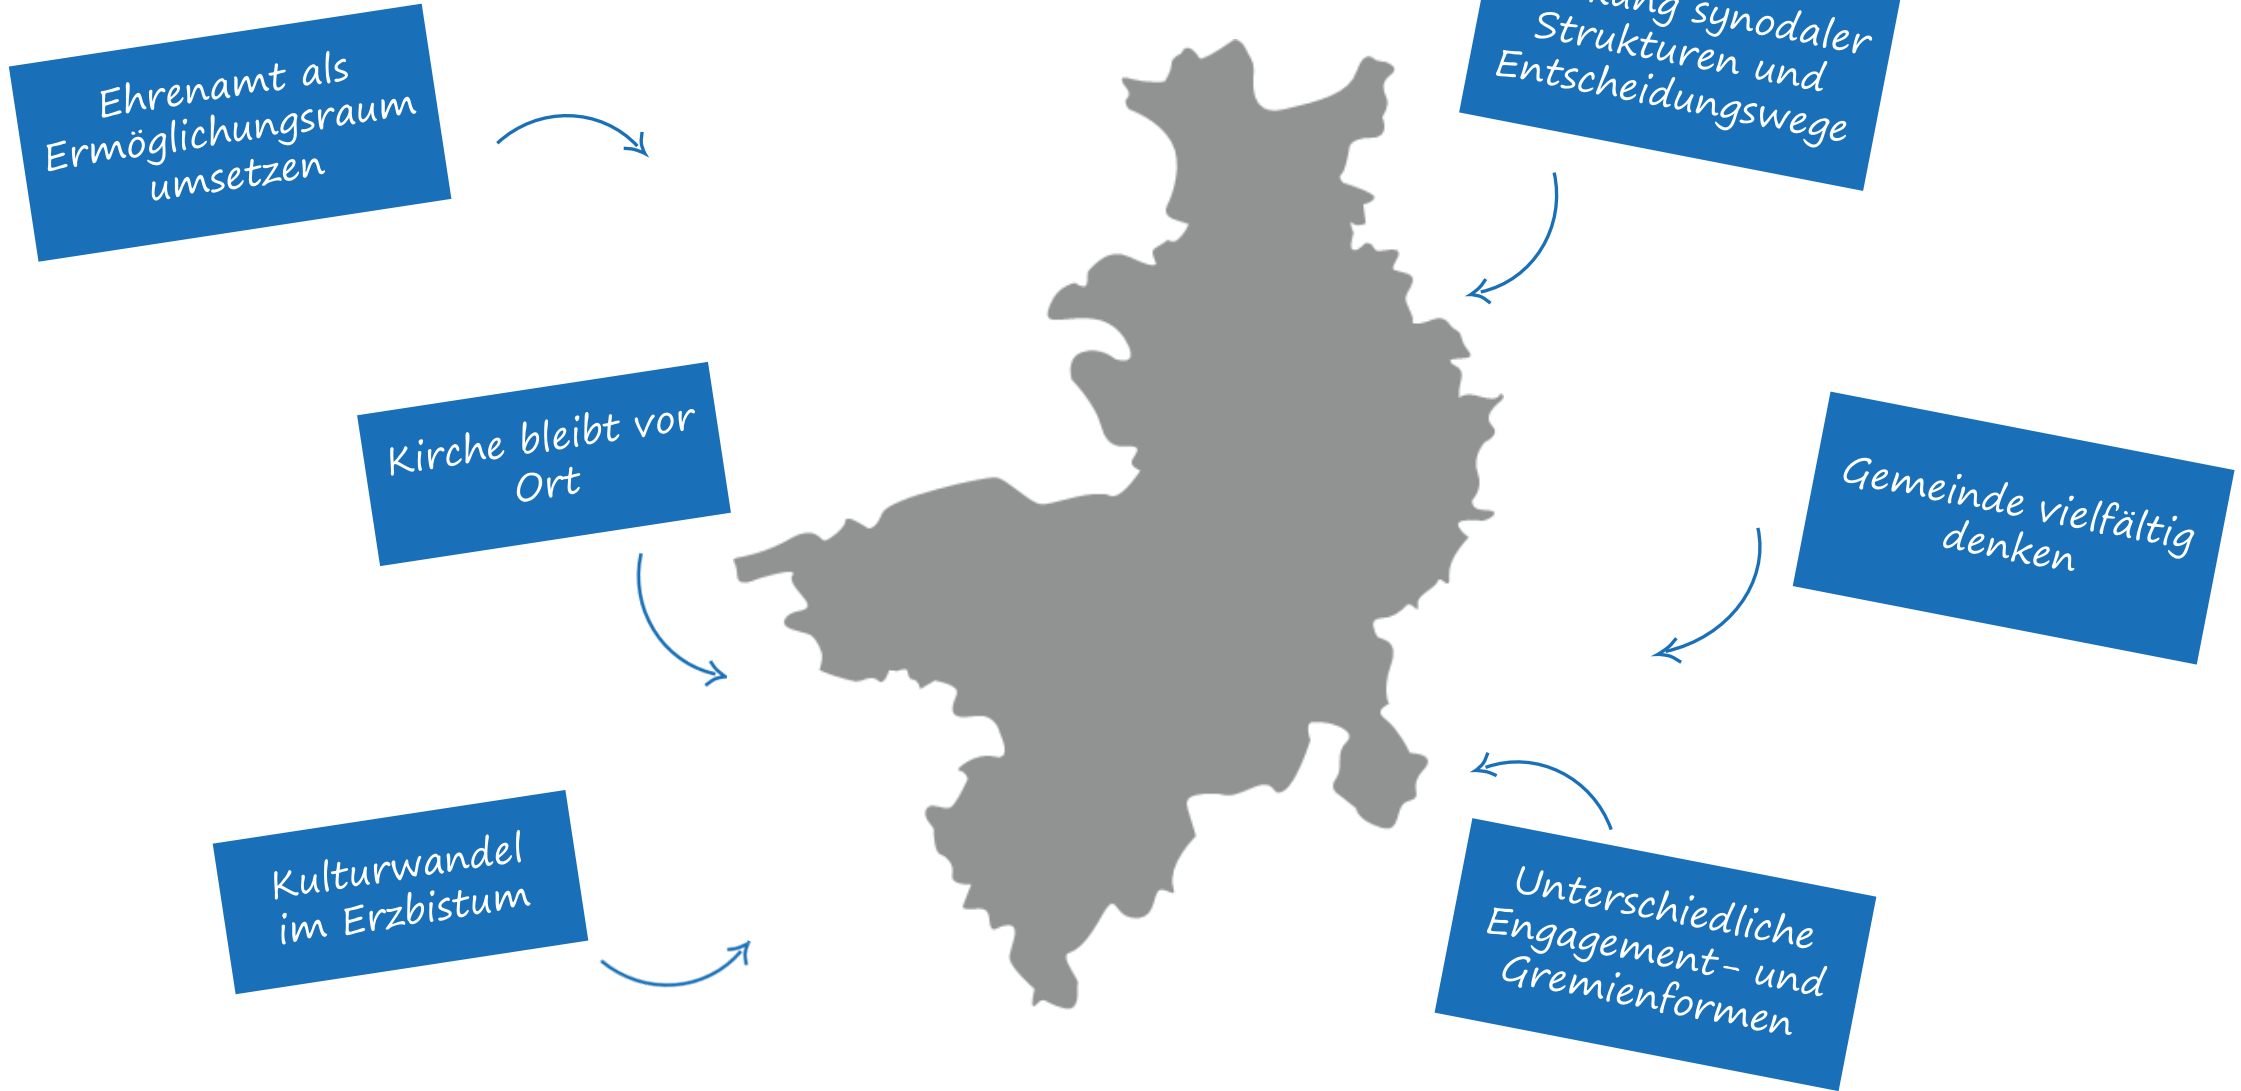 Ehrenamt als
Ermöglichungsraum
umsetzen
synodaler
Strukturen und
Entscheidungswege
Kirche bleibt vor
Ort
Gemeinde vielfältig
denken
Kulturwandel
im Erzbistum
Unterschiedliche
Engagement- und
Gremienformen